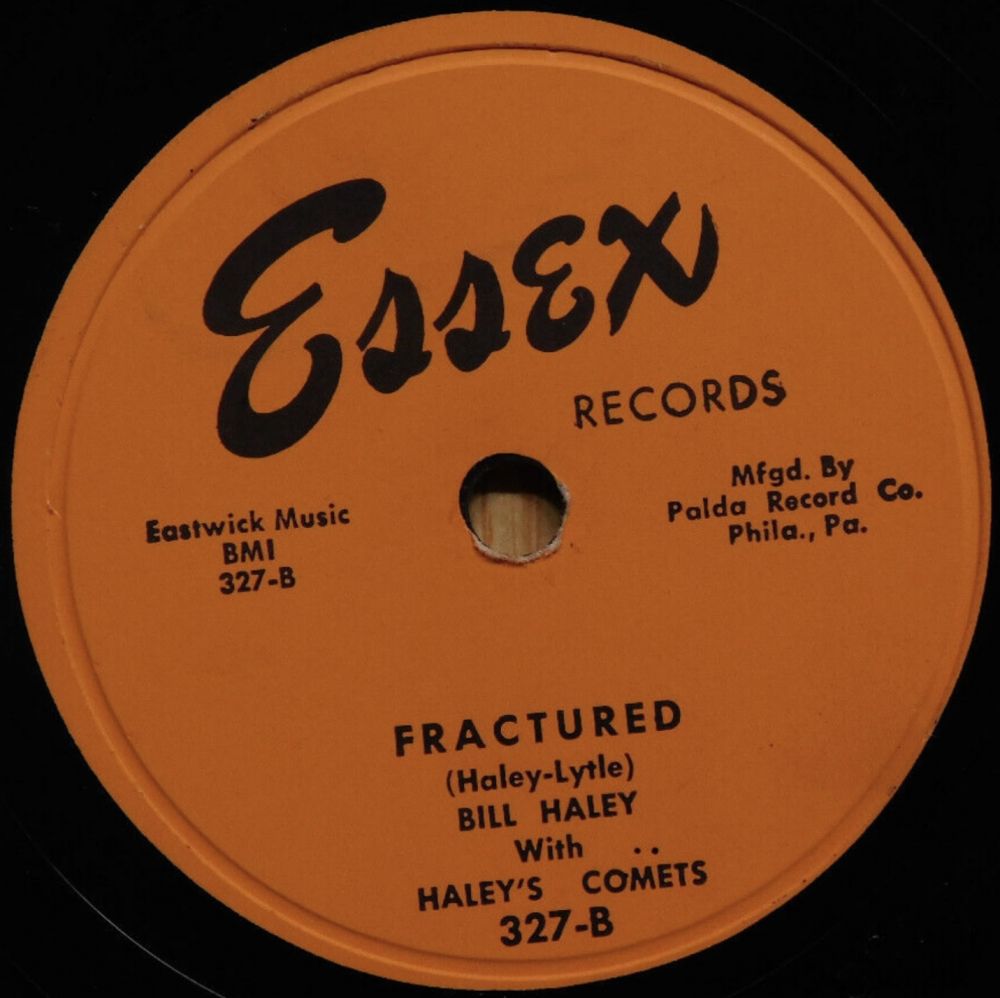 Essex
RECORDS
Eastwick Music
BMI
327-B
Mfgd. By
Palda Record Co.
Phila., Pa.
FRACTURED
(Haley-Lytle)
BILL HALEY
With
HALEY'S COMETS
327-B